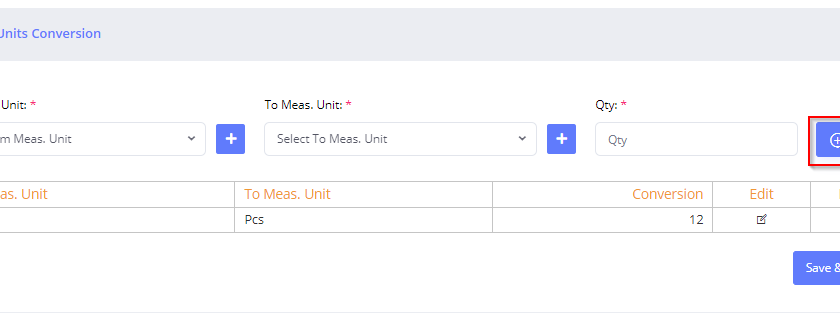 Units Conversion
Unit: * To Meas. Unit: * Qty: *
Meas. Unit Select To Meas. Unit Qty
Unit To Meas. Unit Conversion Edit
Pcs 12
Save &